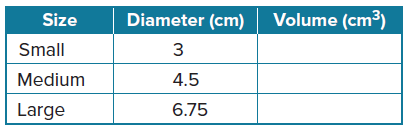 Size Diameter (cm) Volume (cm³)
Small 3
Medium 4.5
Large 6.75